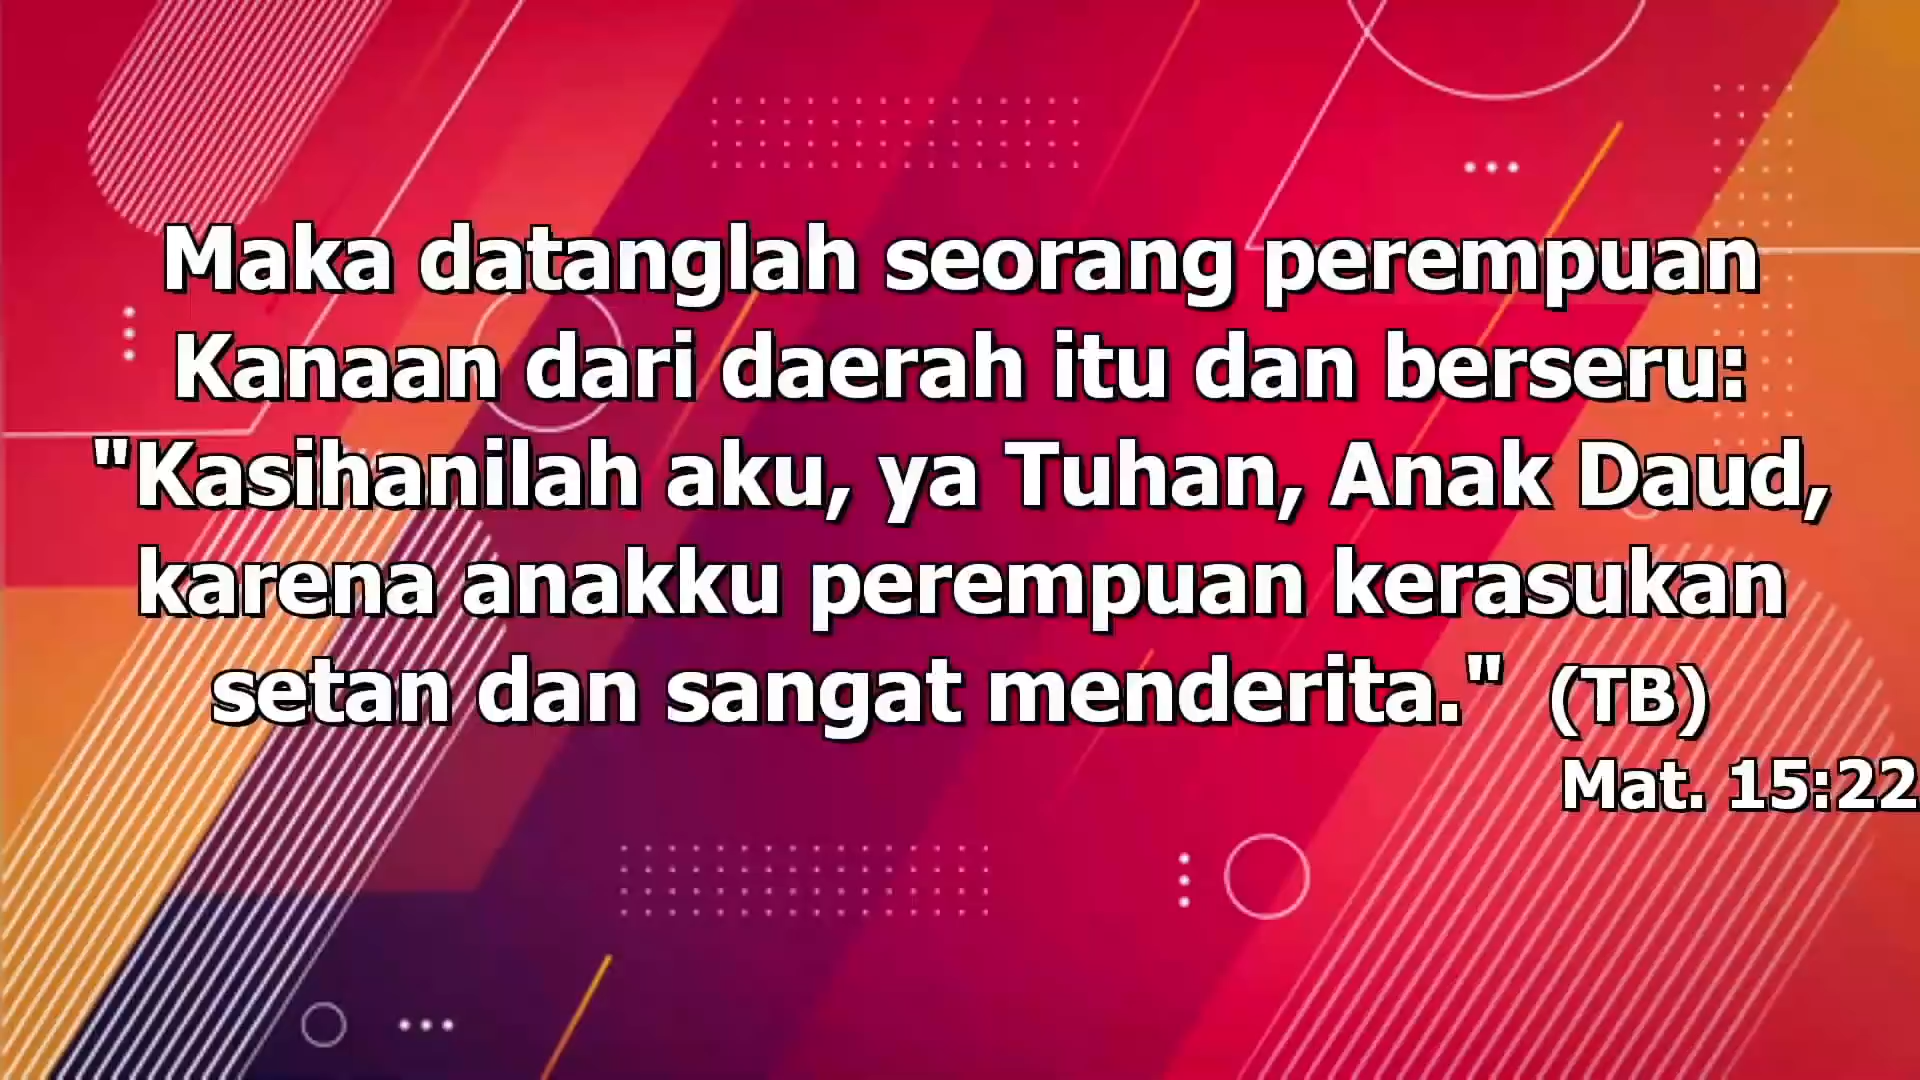 Maka datanglah seorang perempuan
Kanaan dari daerah itu dan berseru:
"Kasihanilah aku, ya Tuhan, Anak Daud,
karena anakku perempuan kerasukan
setan dan sangat menderita." (TB)
Mat. 15:22